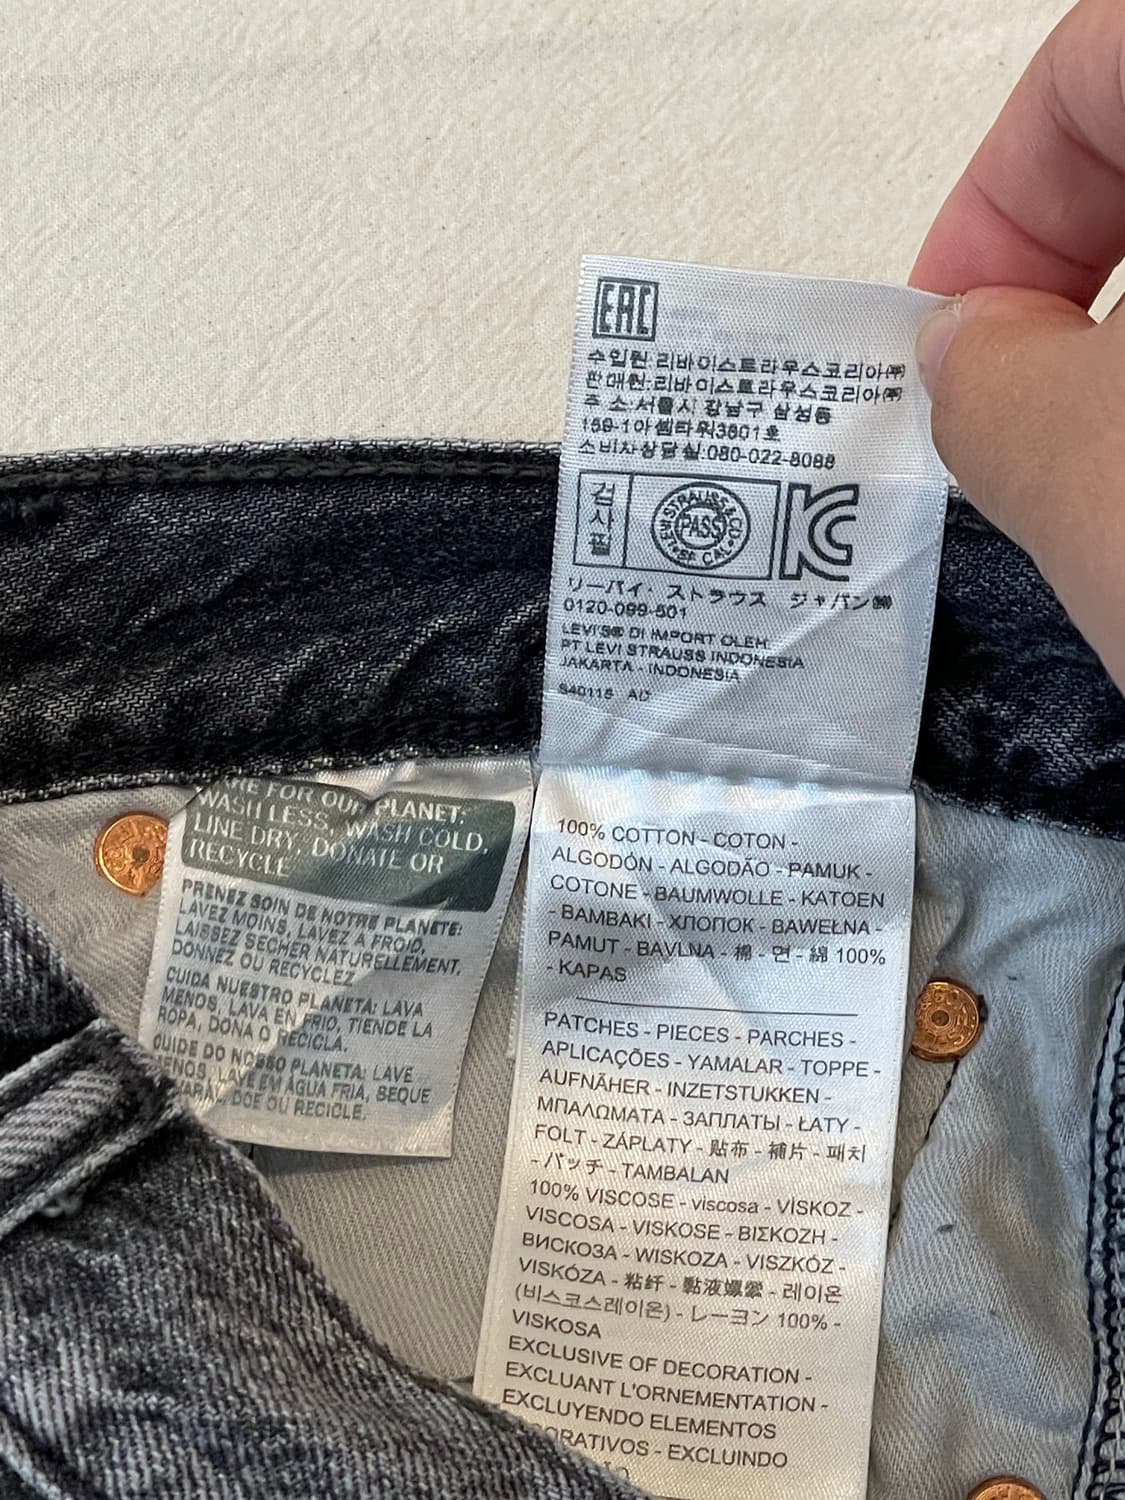 EAC
수입원:리바이스트라우스코리아㈜
판매원:리바이스트라우스코리아㈜
주 소:서울시 강남구 삼성동
159-1아셈타워3601호
소비자상담실:080-022-8088
검사필
LEVI STRAUSS & CO.
PASS
SF CAL
KC
リーバイ・ストラウス ジャパン㈱
0120-099-501
LEVI'S® DI IMPORT OLEH:
PT LEVI STRAUSS INDONESIA
JAKARTA - INDONESIA
S40115 AD
FOR OUR PLANET:
WASH LESS, WASH COLD,
LINE DRY, DONATE OR
RECYCLE
PRENEZ SOIN DE NOTRE PLANÈTE:
LAVEZ MOINS, LAVEZ À FROID,
LAISSEZ SÉCHER NATURELLEMENT,
DONNEZ OU RECYCLEZ
CUIDA NUESTRO PLANETA: LAVA
MENOS, LAVA EN FRIO, TIENDE LA
ROPA, DONA O RECICLA.
CUIDE DO NOSSO PLANETA: LAVE
MENOS, LAVE EM ÁGUA FRIA, SEQUE
DOE OU RECICLE.
100% COTTON - COTON -
ALGODÓN - ALGODÃO - PAMUK -
COTONE - BAUMWOLLE - KATOEN
- ΒΑΜΒΑΚΙ - ХЛОПОК - BAWEŁNA -
PAMUT - BAVLNA - 棉 - 면 - 綿 100%
- KAPAS
PATCHES - PIECES - PARCHES -
APLICAÇÕES - YAMALAR - TOPPE -
AUFNÄHER - INZETSTUKKEN -
ΜΠΑΛΩΜΑΤΑ - ЗАПЛАТЫ - ŁATY -
FOLT - ZÁPLATY - 贴布 - 補片 - 패치
- パッチ - TAMBALAN
100% VISCOSE - viscosa - VİSKOZ -
VISCOSA - VISKOSE - ΒΙΣΚΟΖΗ -
ВИСКОЗА - WISKOZA - VISZKÓZ -
VISKÓZA - 粘纤 - 黏液嫘縈 - 레이온
(비스코스레이온) - レーヨン 100% -
VISKOSA
EXCLUSIVE OF DECORATION -
EXCLUANT L'ORNEMENTATION -
EXCLUYENDO ELEMENTOS
ORATIVOS - EXCLUINDO